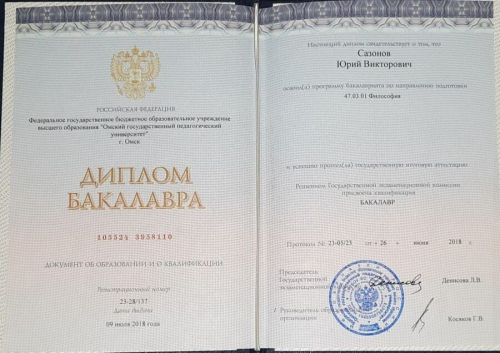 РОССИЙСКАЯ ФЕДЕРАЦИЯ
Федеральное государственное бюджетное образовательное учреждение
высшего образования "Омский государственный педагогический
университет"
г. Омск
ДИПЛОМ
БАКАЛАВРА
105524 3958110
ДОКУМЕНТ ОБ ОБРАЗОВАНИИ И О КВАЛИФИКАЦИИ
Регистрационный номер
23-28/137
Дата выдачи
09 июля 2018 года
Настоящий диплом свидетельствует о том, что
Сазонов
Юрий Викторович
освоил(а) программу бакалавриата по направлению подготовки
47.03.01 Философия
и успешно прошел(а) государственную итоговую аттестацию
Решением Государственной экзаменационной комиссии
присвоена квалификация
БАКАЛАВР
Протокол № 23-05/23 от « 26 » июня 2018 г.
Председатель
Государственной
экзаменационной
Денисова Л.В.
Руководитель
организации
Косяков Г.В.